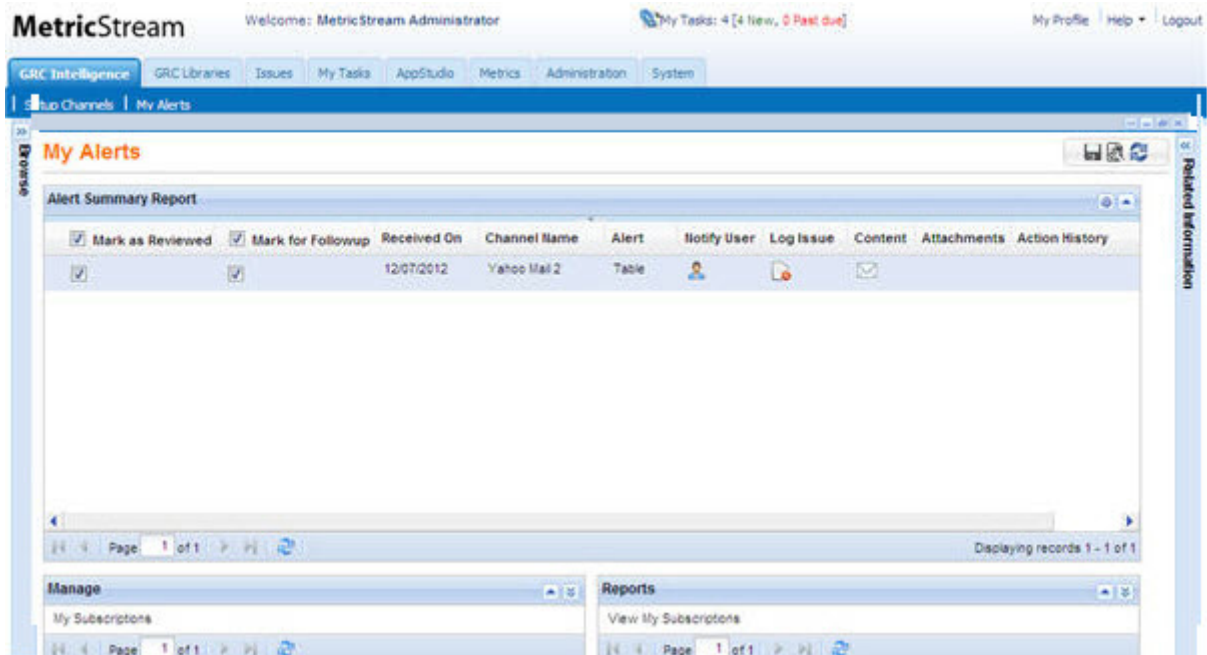 MetricStream Welcome: MetricStream Administrator My Tasks: 4 [4 New, 0 Past due] My Profile Help Logout
GRC Intelligence GRC Libraries Issues My Tasks AppStudio Metrics Administration System
Setup Channels | My Alerts
Browse
My Alerts
Related Information
Alert Summary Report
Mark as Reviewed Mark for Followup Received On Channel Name Alert Notify User Log Issue Content Attachments Action History
12/07/2012 Yahoo Mail 2 Table
Page 1 of 1 Displaying records 1 - 1 of 1
Manage Reports
My Subscriptions View My Subscriptions
Page 1 of 1 Page 1 of 1